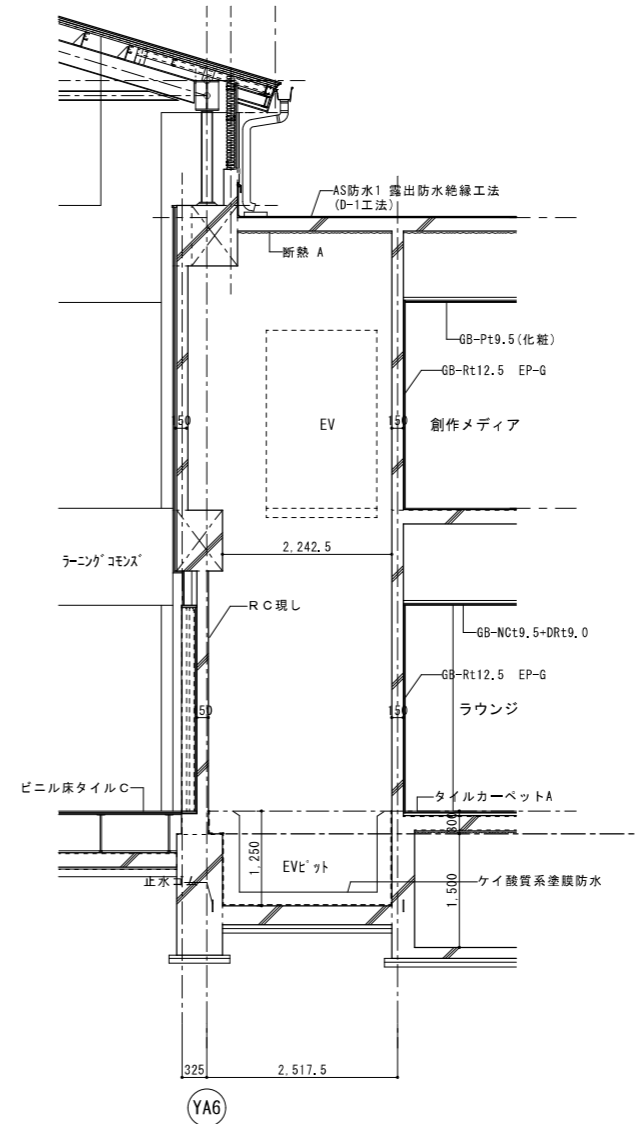 AS防水1 露出防水絶縁工法
(D-1工法)
断熱 A
GB-Pt9.5(化粧)
GB-Rt12.5 EP-G
150
EV
150
創作メディア
2,242.5
ラーニングコモンズ
RC現し
GB-NCt9.5+DRt9.0
GB-Rt12.5 EP-G
150
150
ラウンジ
ビニル床タイルC
タイルカーペットA
300
1,250
EVピット
止水ゴム
ケイ酸質系塗膜防水
1,500
325
2,517.5
YA6